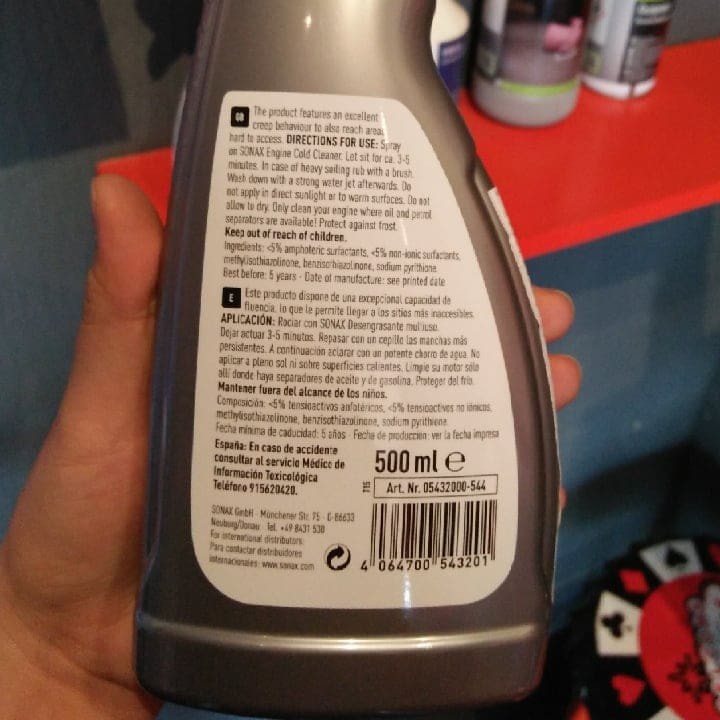 GB The product features an excellent
creep behaviour to also reach areas
hard to access. DIRECTIONS FOR USE: Spray
on SONAX Engine Cold Cleaner. Let sit for ca. 3-5
minutes. In case of heavy soiling rub with a brush.
Wash down with a strong water jet afterwards. Do
not apply in direct sunlight or to warm surfaces. Do not
allow to dry. Only clean your engine where oil and petrol
separators are available! Protect against frost.
Keep out of reach of children.
Ingredients: <5% amphoteric surfactants, <5% non-ionic surfactants,
methylisothiazolinone, benzisothiazolinone, sodium pyrithione
Best before: 5 years - Date of manufacture: see printed date
E Este producto dispone de una excepcional capacidad de
fluencia, lo que le permite llegar a los sitios más inaccesibles.
APLICACIÓN: Rociar con SONAX Desengrasante multiuso.
Dejar actuar 3-5 minutos. Repasar con un cepillo las manchas más
persistentes. A continuación aclarar con un potente chorro de agua. No
aplicar a pleno sol ni sobre superficies calientes. Limpie su motor sólo
allí donde haya separadores de aceite y de gasolina. Proteger del frío.
Mantener fuera del alcance de los niños.
Composición: <5% tensioactivos anfotéricos, <5% tensioactivos no iónicos,
methylisothiazolinone, benzisothiazolinone, sodium pyrithione
Fecha mínima de caducidad: 5 años - Fecha de producción: ver la fecha impresa
España: En caso de accidente
consultar al servicio Médico de
Información Toxicológica
Teléfono 915620420.
500 ml e
Art. Nr. 05432000-544
SONAX GmbH - Münchener Str. 75 - D-86633
Neuburg/Donau Tel. +49 8431 530
For international distributors:
Para contactar distribuidores
internacionales: www.sonax.com
4 064700 543201